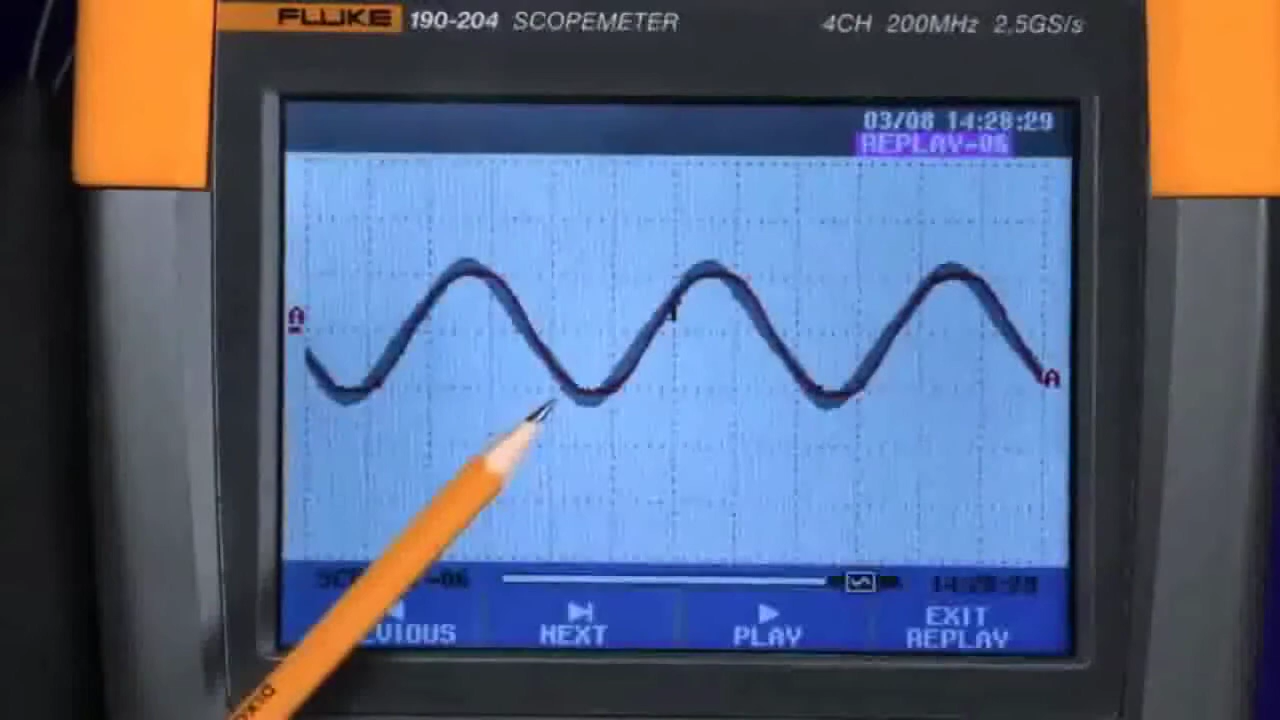 FLUKE 190-204 SCOPEMETER 4CH 200MHz 2,5GS/s
03/08 14:28:29
REPLAY-06
A
A
NEXT PLAY EXIT
REPLAY